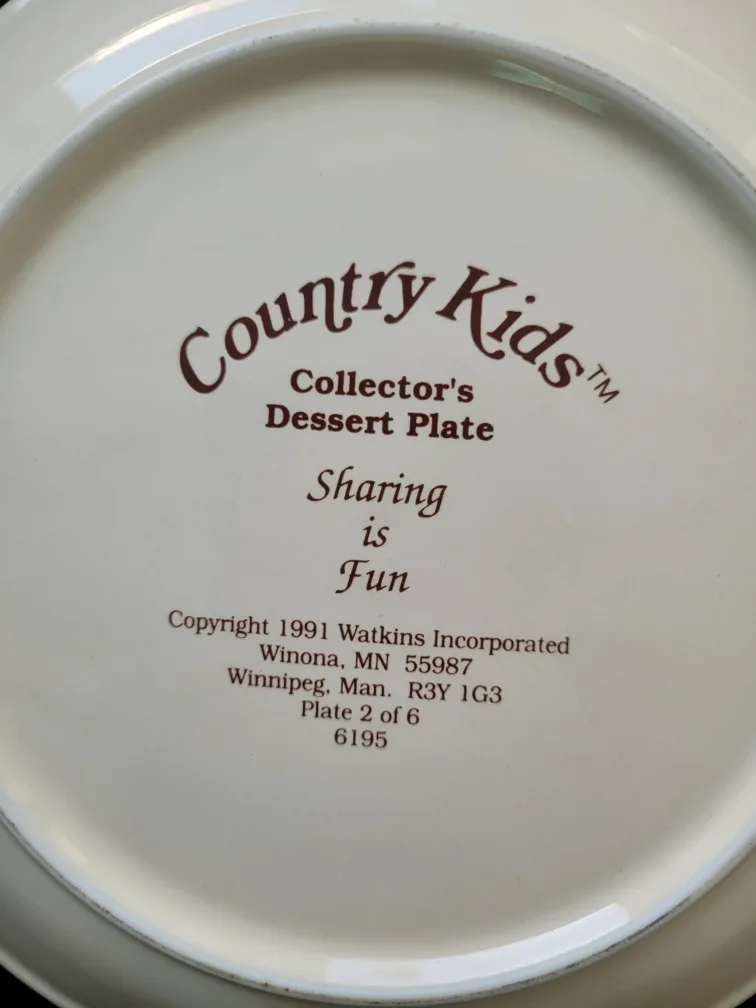 Country Kids™
Collector's
Dessert Plate
Sharing
is
Fun
Copyright 1991 Watkins Incorporated
Winona, MN 55987
Winnipeg, Man. R3Y 1G3
Plate 2 of 6
6195